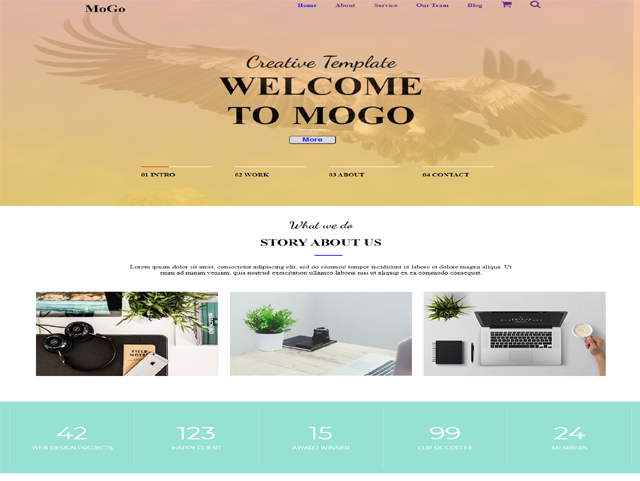 MoGo
Home About Service Our Team Blog
Creative Template
WELCOME
TO MOGO
More
01 INTRO 02 WORK 03 ABOUT 04 CONTACT
What we do
STORY ABOUT US
Lorem ipsum dolor sit amet, consectetur adipiscing elit, sed do eiusmod tempor incididunt ut labore et dolore magna aliqua. Ut
enim ad minim veniam, quis nostrud exercitation ullamco laboris nisi ut aliquip ex ea commodo consequat.
42 123 15 99 24
WEB DESIGN PROJECTS HAPPY CLIENT AWARD WINNER CUP OF COFFEE MEMBERS